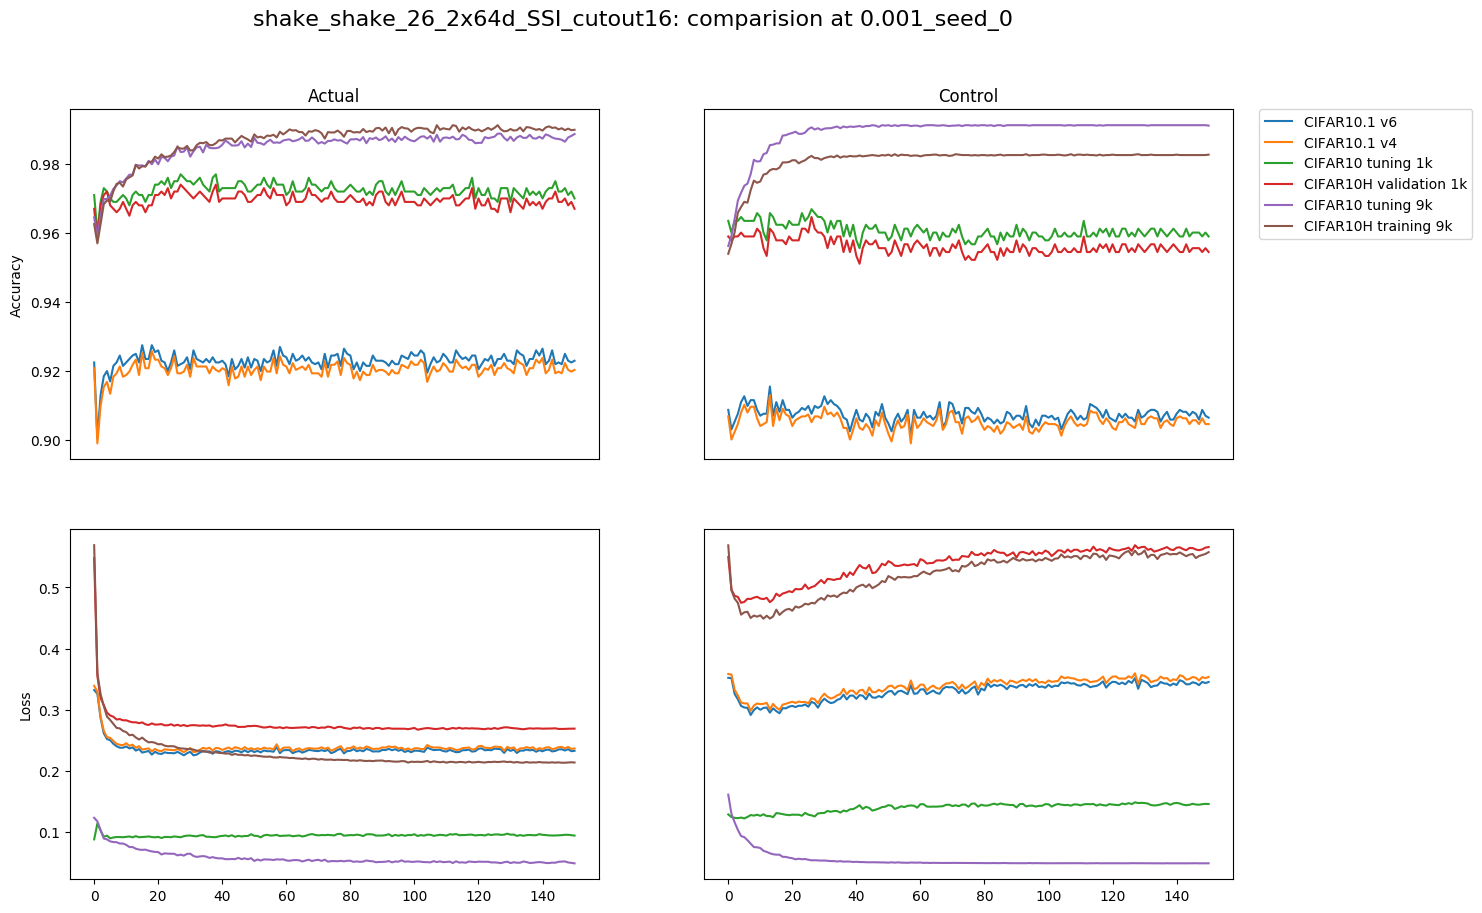 shake_shake_26_2x64d_SSI_cutout16: comparision at 0.001_seed_0
Actual
Control
CIFAR10.1 v6
CIFAR10.1 v4
CIFAR10 tuning 1k
CIFAR10H validation 1k
CIFAR10 tuning 9k
CIFAR10H training 9k
Accuracy
0.98
0.96
0.94
0.92
0.90
Loss
0.5
0.4
0.3
0.2
0.1
0 20 40 60 80 100 120 140
0 20 40 60 80 100 120 140